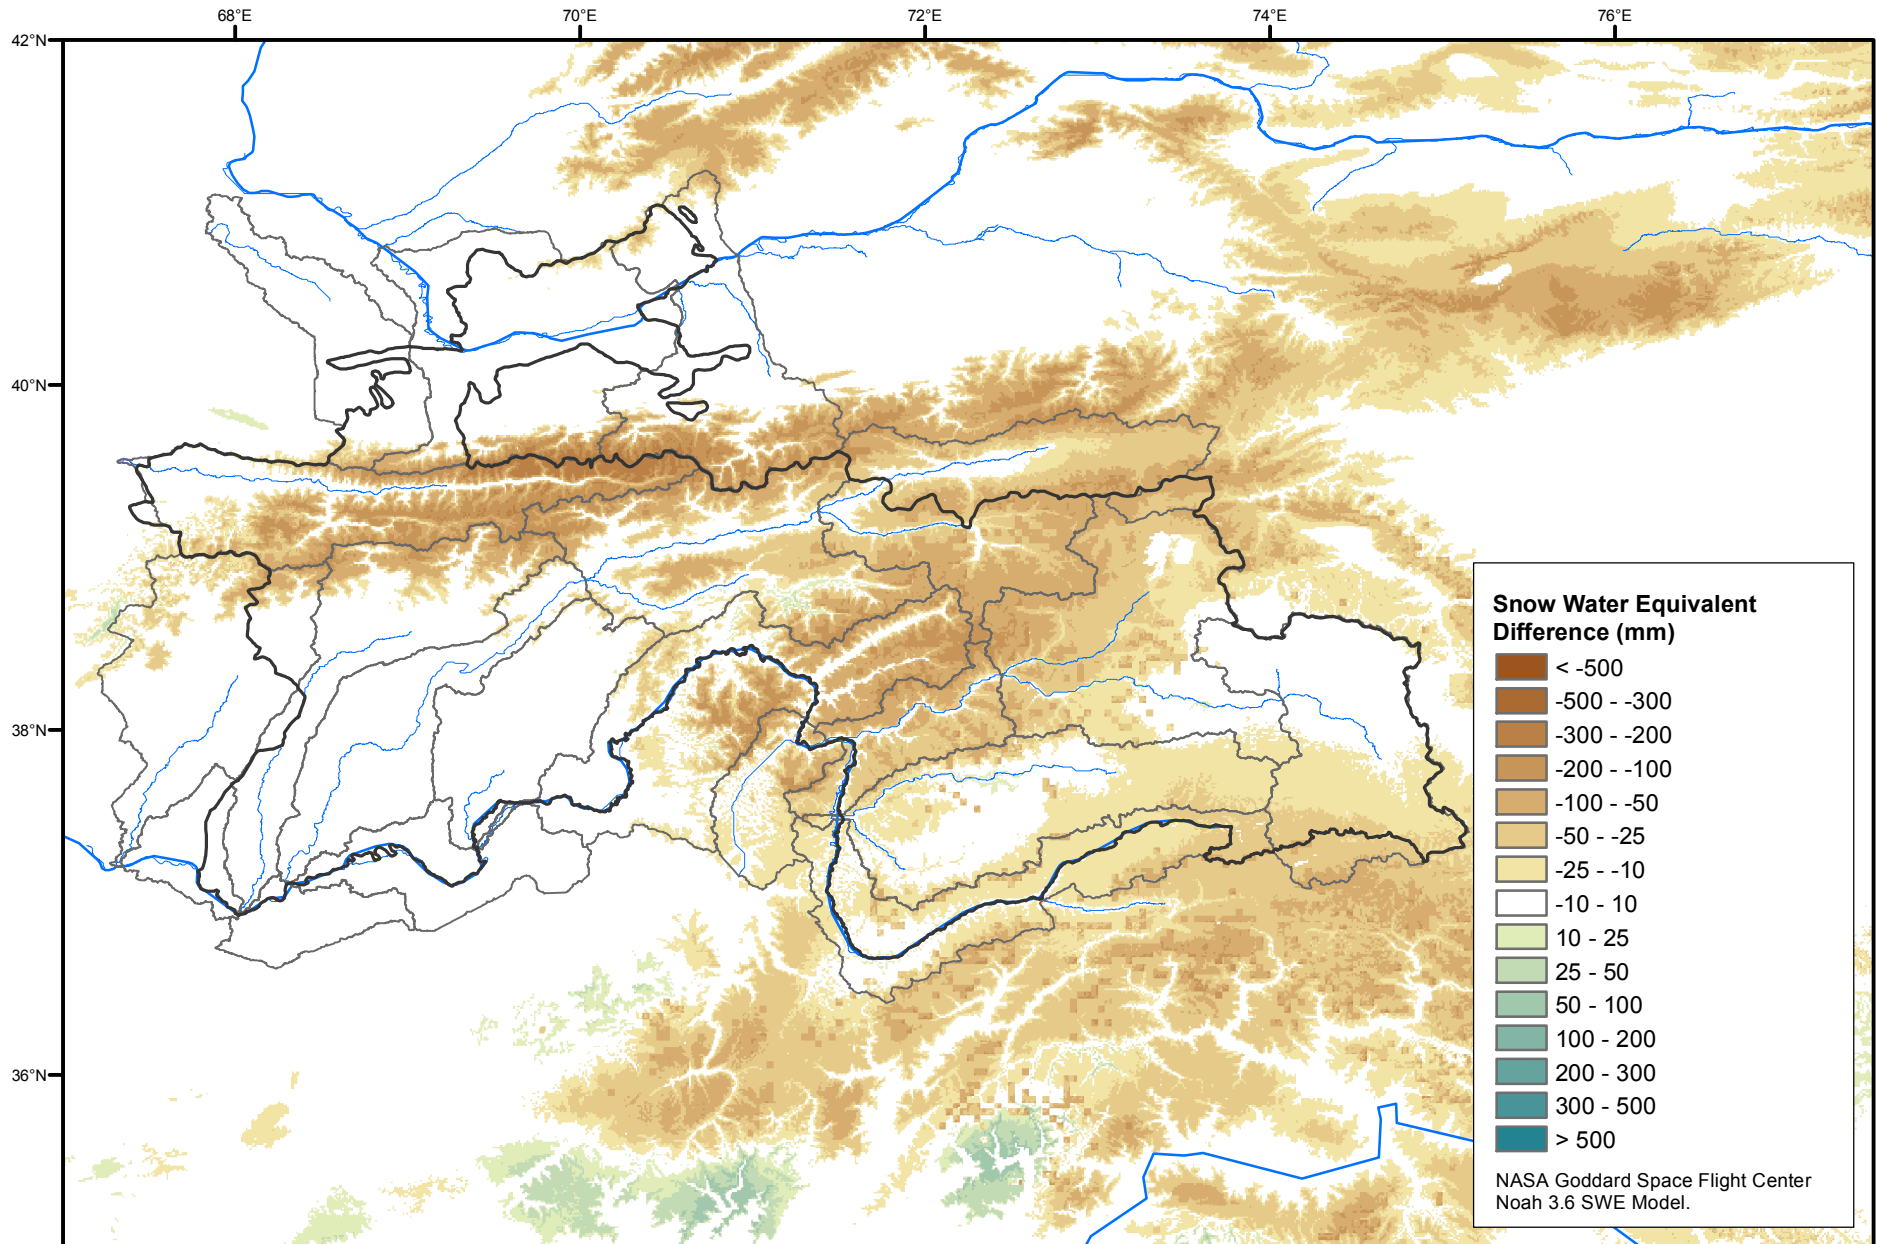 68°E
70°E
72°E
74°E
76°E
42°N
40°N
38°N
36°N
Snow Water Equivalent
Difference (mm)
< -500
-500 - -300
-300 - -200
-200 - -100
-100 - -50
-50 - -25
-25 - -10
-10 - 10
10 - 25
25 - 50
50 - 100
100 - 200
200 - 300
300 - 500
> 500
NASA Goddard Space Flight Center
Noah 3.6 SWE Model.